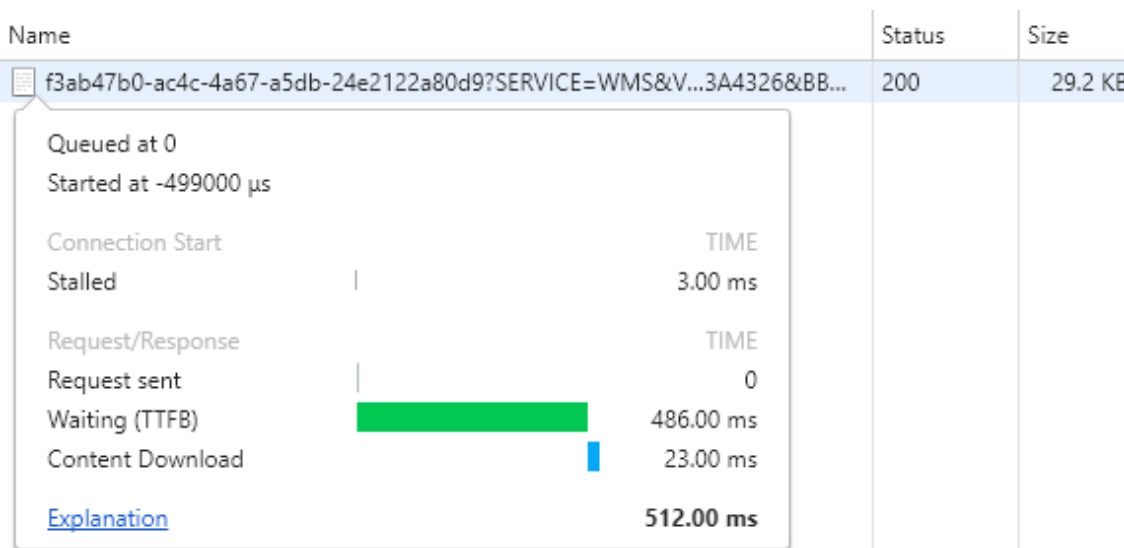 Name Status Size
f3ab47b0-ac4c-4a67-a5db-24e2122a80d9?SERVICE=WMS&V...3A4326&BB... 200 29.2 KB
Queued at 0
Started at -499000 μs
Connection Start TIME
Stalled 3.00 ms
Request/Response TIME
Request sent 0
Waiting (TTFB) 486.00 ms
Content Download 23.00 ms
Explanation 512.00 ms